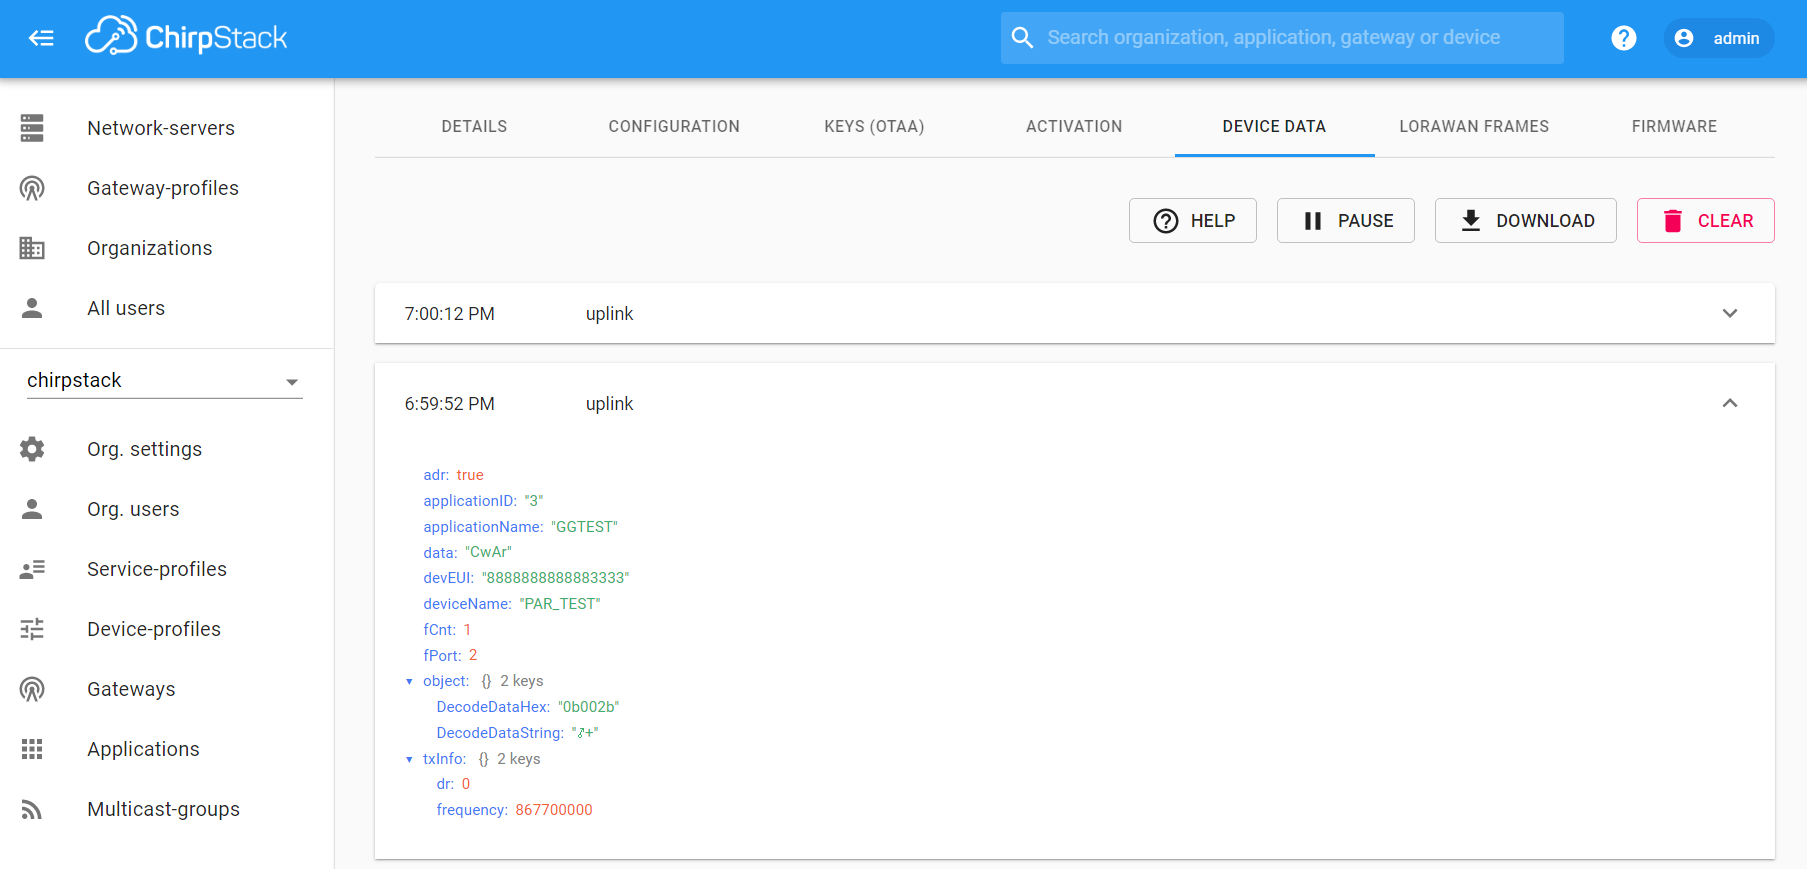 ChirpStack
Search organization, application, gateway or device
admin
Network-servers
Gateway-profiles
Organizations
All users
chirpstack
Org. settings
Org. users
Service-profiles
Device-profiles
Gateways
Applications
Multicast-groups
DETAILS CONFIGURATION KEYS (OTAA) ACTIVATION DEVICE DATA LORAWAN FRAMES FIRMWARE
HELP PAUSE DOWNLOAD CLEAR
7:00:12 PM uplink
6:59:52 PM uplink
adr: true
applicationID: "3"
applicationName: "GGTEST"
data: "CwAr"
devEUI: "8888888888883333"
deviceName: "PAR_TEST"
fCnt: 1
fPort: 2
object: {} 2 keys
DecodeDataHex: "0b002b"
DecodeDataString:
txInfo: {} 2 keys
dr: 0
frequency: 867700000